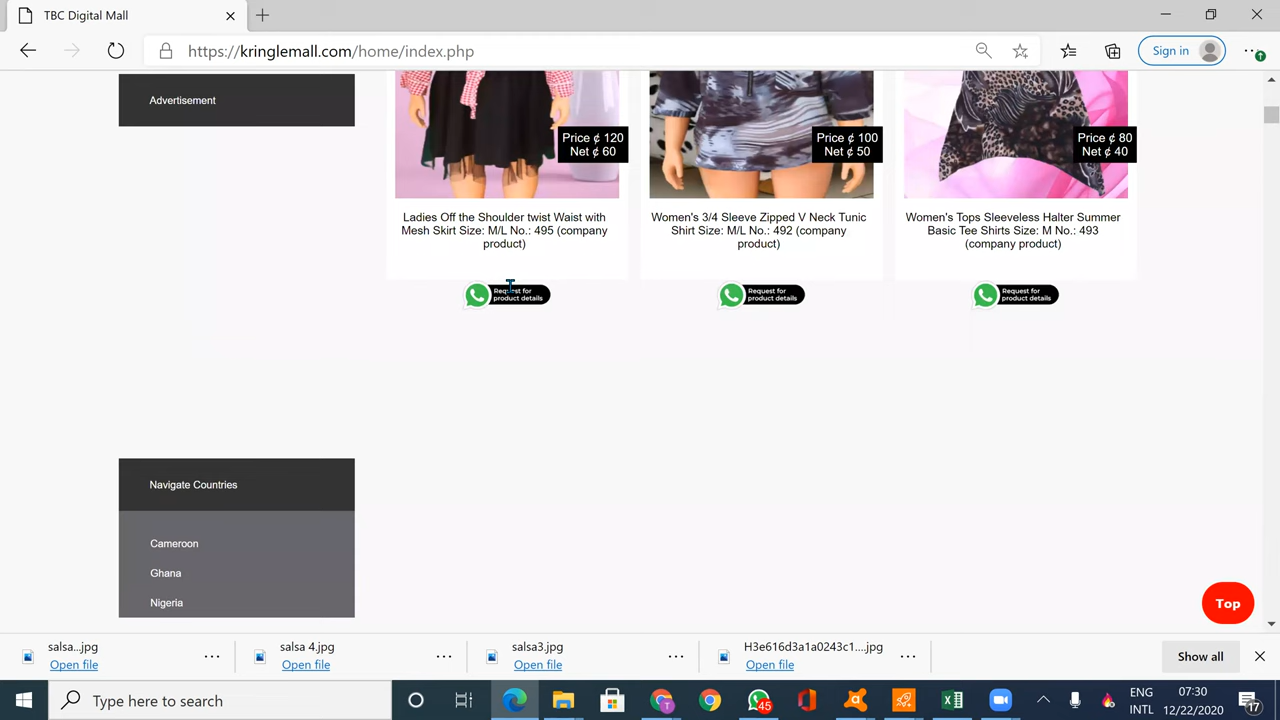 TBC Digital Mall
https://kringlemall.com/home/index.php
Sign in
Advertisement
Price ¢ 120
Net ¢ 60
Price ¢ 100
Net ¢ 50
Price ¢ 80
Net ¢ 40
Ladies Off the Shoulder twist Waist with
Mesh Skirt Size: M/L No.: 495 (company
product)
Women's 3/4 Sleeve Zipped V Neck Tunic
Shirt Size: M/L No.: 492 (company
product)
Women's Tops Sleeveless Halter Summer
Basic Tee Shirts Size: M No.: 493
(company product)
Request for
product details
Request for
product details
Request for
product details
Navigate Countries
Cameroon
Ghana
Nigeria
Top
salsa...jpg
Open file
salsa 4.jpg
Open file
salsa3.jpg
Open file
H3e616d3a1a0243c1....jpg
Open file
Show all
Type here to search
45
ENG
INTL
07:30
12/22/2020
17